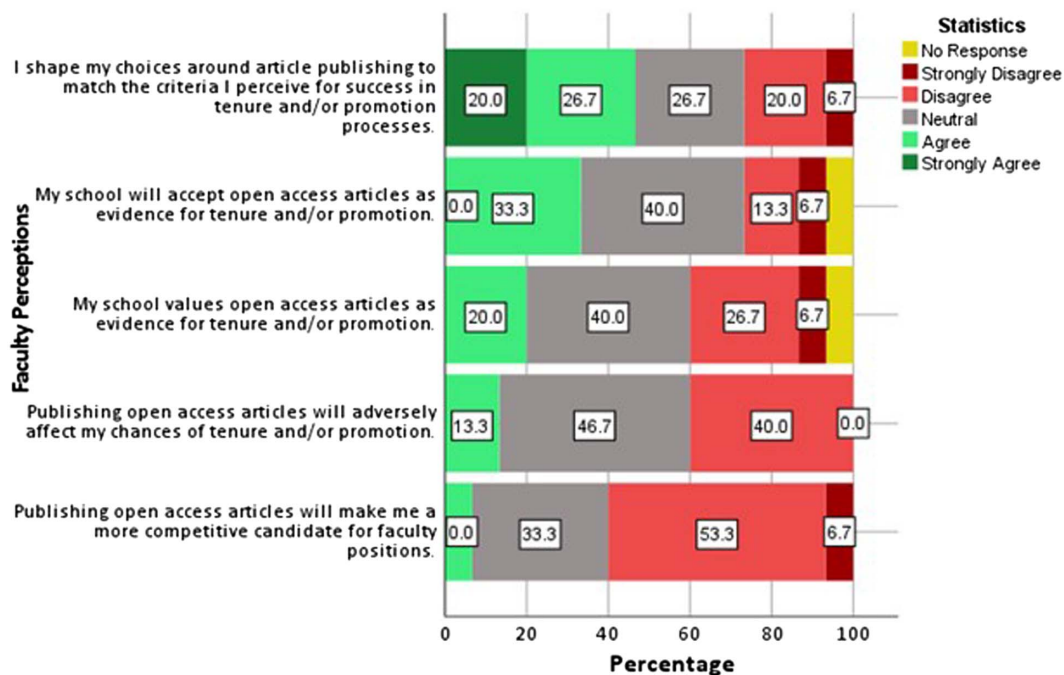 Statistics
No Response
Strongly Disagree
Disagree
Neutral
Agree
Strongly Agree
Faculty Perceptions
I shape my choices around article publishing to
match the criteria I perceive for success in
tenure and/or promotion
processes.
20.0 26.7 26.7 20.0 6.7
My school will accept open access articles as
evidence for tenure and/or promotion.
0.0 33.3 40.0 13.3 6.7
My school values open access articles as
evidence for tenure and/or promotion.
20.0 40.0 26.7 6.7
Publishing open access articles will adversely
affect my chances of tenure and/or promotion.
13.3 46.7 40.0 0.0
Publishing open access articles will make me a
more competitive candidate for faculty
positions.
0.0 33.3 53.3 6.7
0 20 40 60 80 100
Percentage